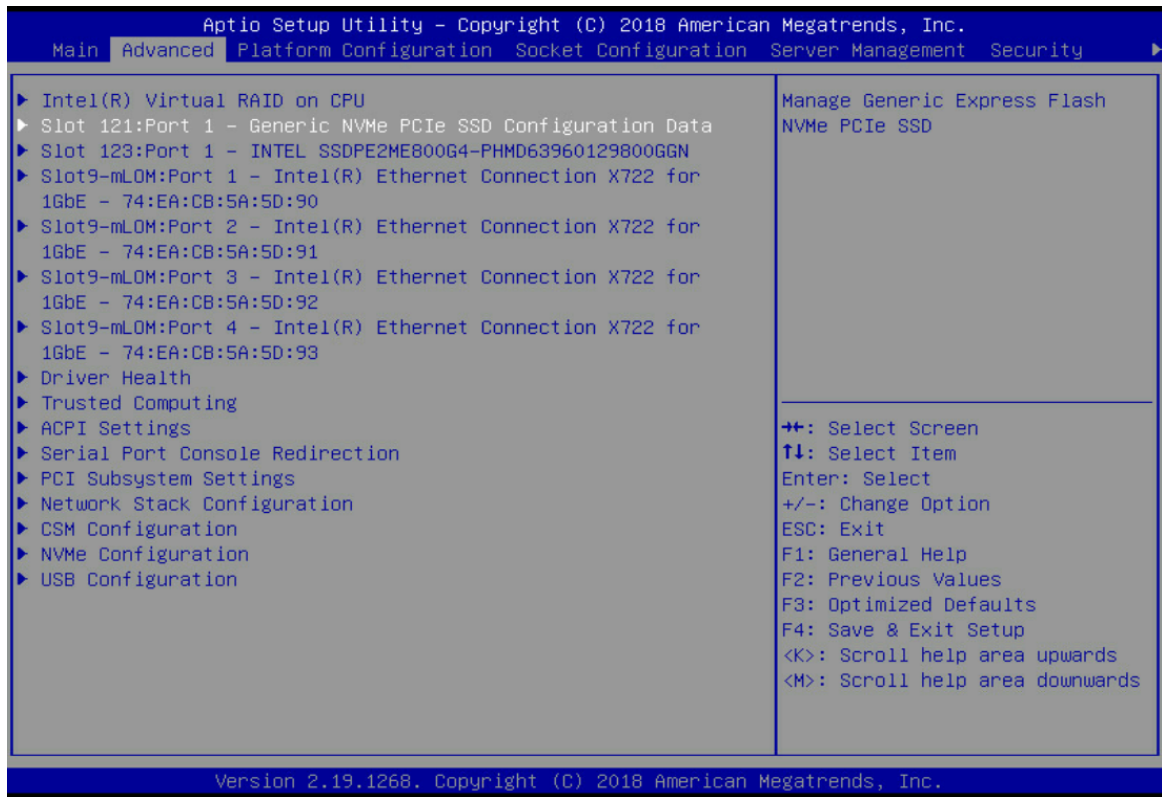 Aptio Setup Utility – Copyright (C) 2018 American Megatrends, Inc.
Main Advanced Platform Configuration Socket Configuration Server Management Security
Intel(R) Virtual RAID on CPU
Slot 121:Port 1 – Generic NVMe PCIe SSD Configuration Data
Slot 123:Port 1 – INTEL SSDPE2ME800G4-PHMD63960129800GGN
Slot9-mLOM:Port 1 – Intel(R) Ethernet Connection X722 for
1GbE – 74:EA:CB:5A:5D:90
Slot9-mLOM:Port 2 – Intel(R) Ethernet Connection X722 for
1GbE – 74:EA:CB:5A:5D:91
Slot9-mLOM:Port 3 – Intel(R) Ethernet Connection X722 for
1GbE – 74:EA:CB:5A:5D:92
Slot9-mLOM:Port 4 – Intel(R) Ethernet Connection X722 for
1GbE – 74:EA:CB:5A:5D:93
Driver Health
Trusted Computing
ACPI Settings
Serial Port Console Redirection
PCI Subsystem Settings
Network Stack Configuration
CSM Configuration
NVMe Configuration
USB Configuration
Manage Generic Express Flash
NVMe PCIe SSD
→←: Select Screen
↑↓: Select Item
Enter: Select
+/-: Change Option
ESC: Exit
F1: General Help
F2: Previous Values
F3: Optimized Defaults
F4: Save & Exit Setup
<K>: Scroll help area upwards
<M>: Scroll help area downwards
Version 2.19.1268. Copyright (C) 2018 American Megatrends, Inc.